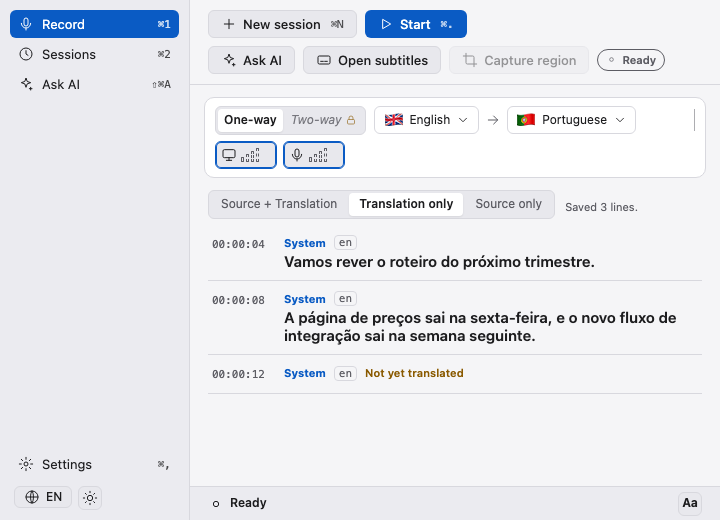 Record ⌘1
Sessions ⌘2
Ask AI ⇧⌘A
Settings ⌘,
EN
New session ⌘N
Start ⌘.
Ask AI
Open subtitles
Capture region
Ready
One-way
Two-way
English
Portuguese
Source + Translation
Translation only
Source only
Saved 3 lines.
00:00:04 System en
Vamos rever o roteiro do próximo trimestre.
00:00:08 System en
A página de preços sai na sexta-feira, e o novo fluxo de
integração sai na semana seguinte.
00:00:12 System en Not yet translated
Ready
Aa